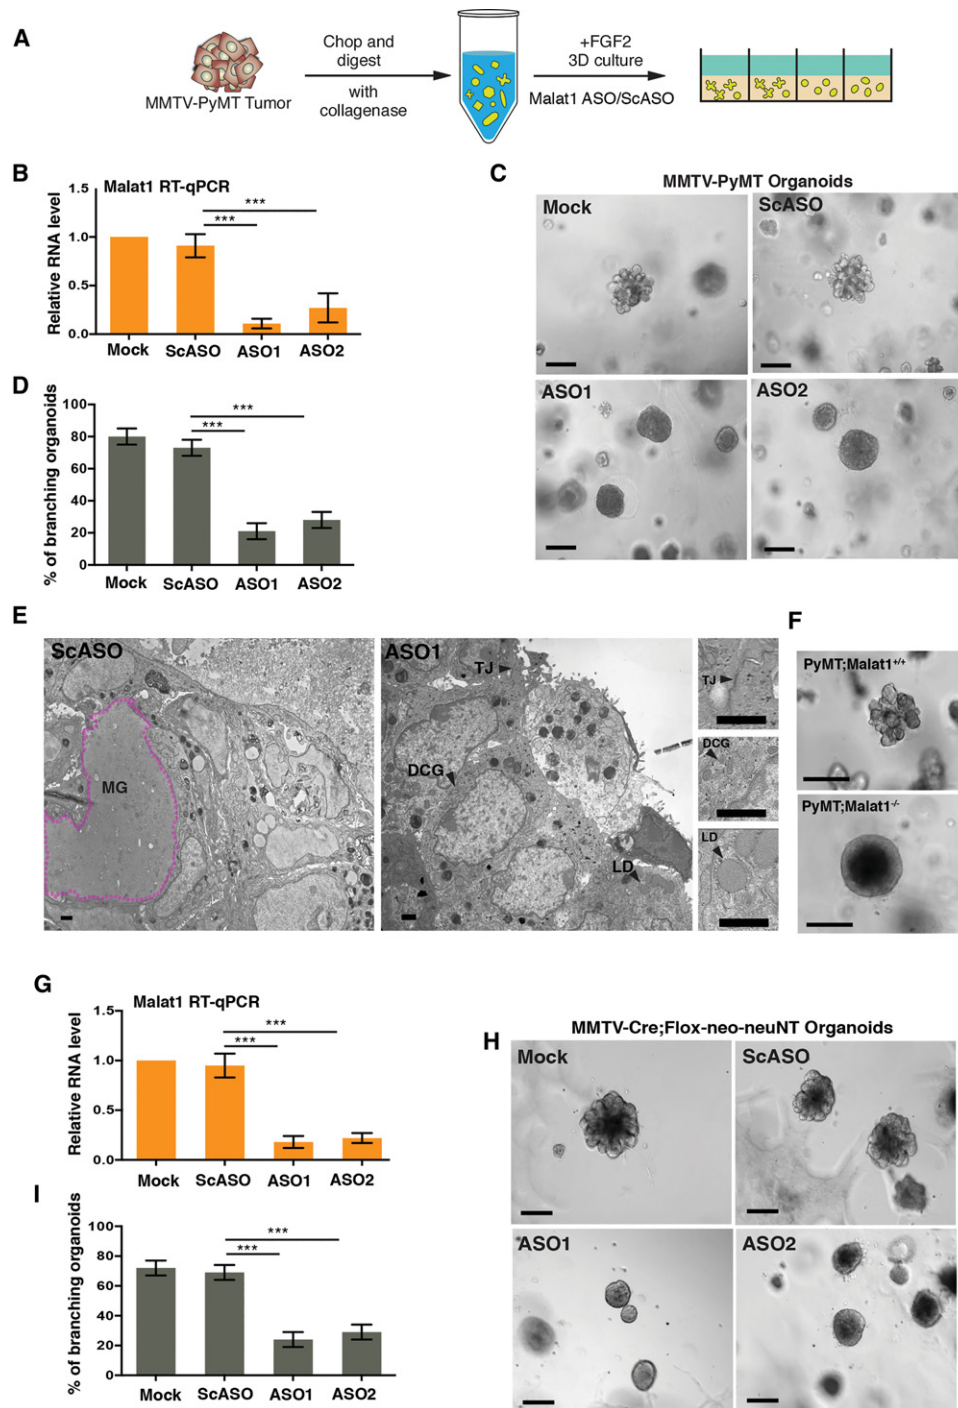 A
MMTV-PyMT Tumor
Chop and
digest
with
collagenase
+FGF2
3D culture
Malat1 ASO/ScASO
B
Malat1 RT-qPCR
Relative RNA level
1.5
1.0
0.5
0.0
***
***
Mock ScASO ASO1 ASO2
C
MMTV-PyMT Organoids
Mock
ScASO
ASO1
ASO2
D
% of branching organoids
100
80
60
40
20
0
***
***
Mock ScASO ASO1 ASO2
E
ScASO
MG
ASO1
TJ
DCG
LD
TJ
DCG
LD
F
PyMT;Malat1+/+
PyMT;Malat1-/-
G
Malat1 RT-qPCR
Relative RNA level
1.5
1.0
0.5
0.0
***
***
Mock ScASO ASO1 ASO2
H
MMTV-Cre;Flox-neo-neuNT Organoids
Mock
ScASO
ASO1
ASO2
I
% of branching organoids
100
80
60
40
20
0
***
***
Mock ScASO ASO1 ASO2